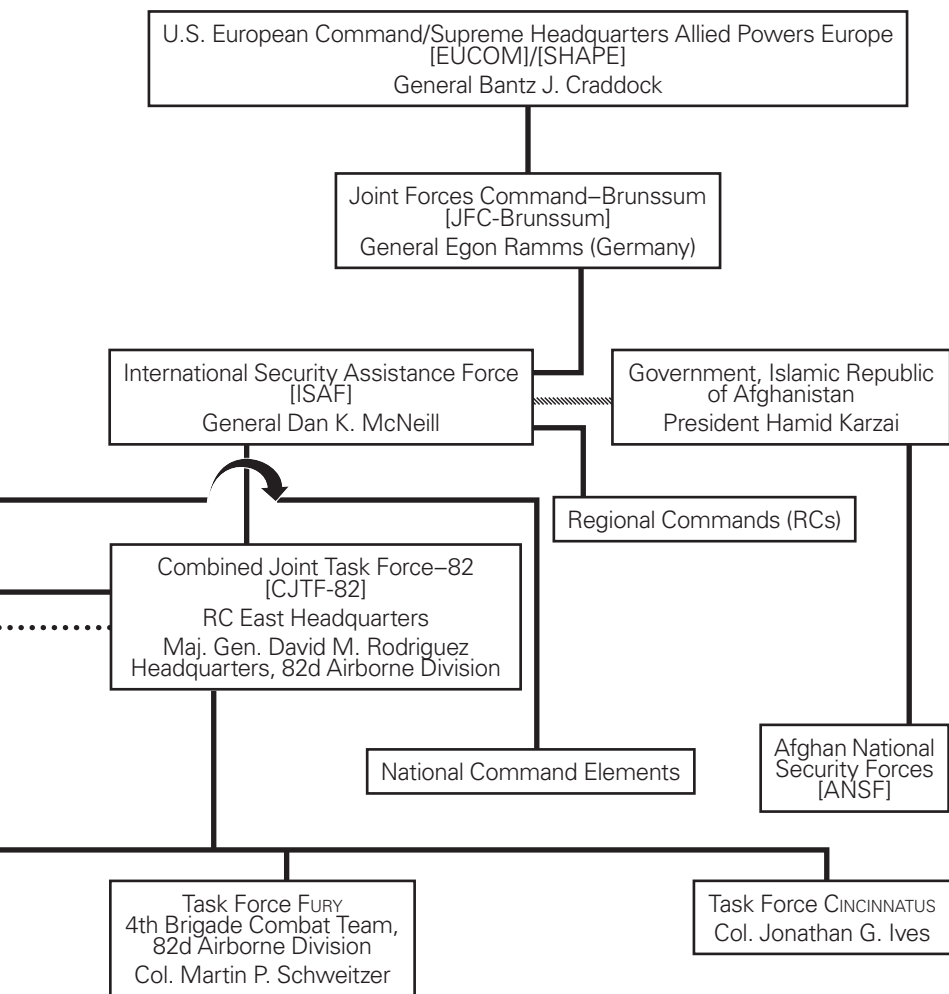 U.S. European Command/Supreme Headquarters Allied Powers Europe
[EUCOM]/[SHAPE]
General Bantz J. Craddock
Joint Forces Command–Brunssum
[JFC-Brunssum]
General Egon Ramms (Germany)
International Security Assistance Force
[ISAF]
General Dan K. McNeill
Government, Islamic Republic
of Afghanistan
President Hamid Karzai
Regional Commands (RCs)
Combined Joint Task Force–82
[CJTF-82]
RC East Headquarters
Maj. Gen. David M. Rodriguez
Headquarters, 82d Airborne Division
National Command Elements
Afghan National
Security Forces
[ANSF]
Task Force FURY
4th Brigade Combat Team,
82d Airborne Division
Col. Martin P. Schweitzer
Task Force CINCINNATUS
Col. Jonathan G. Ives